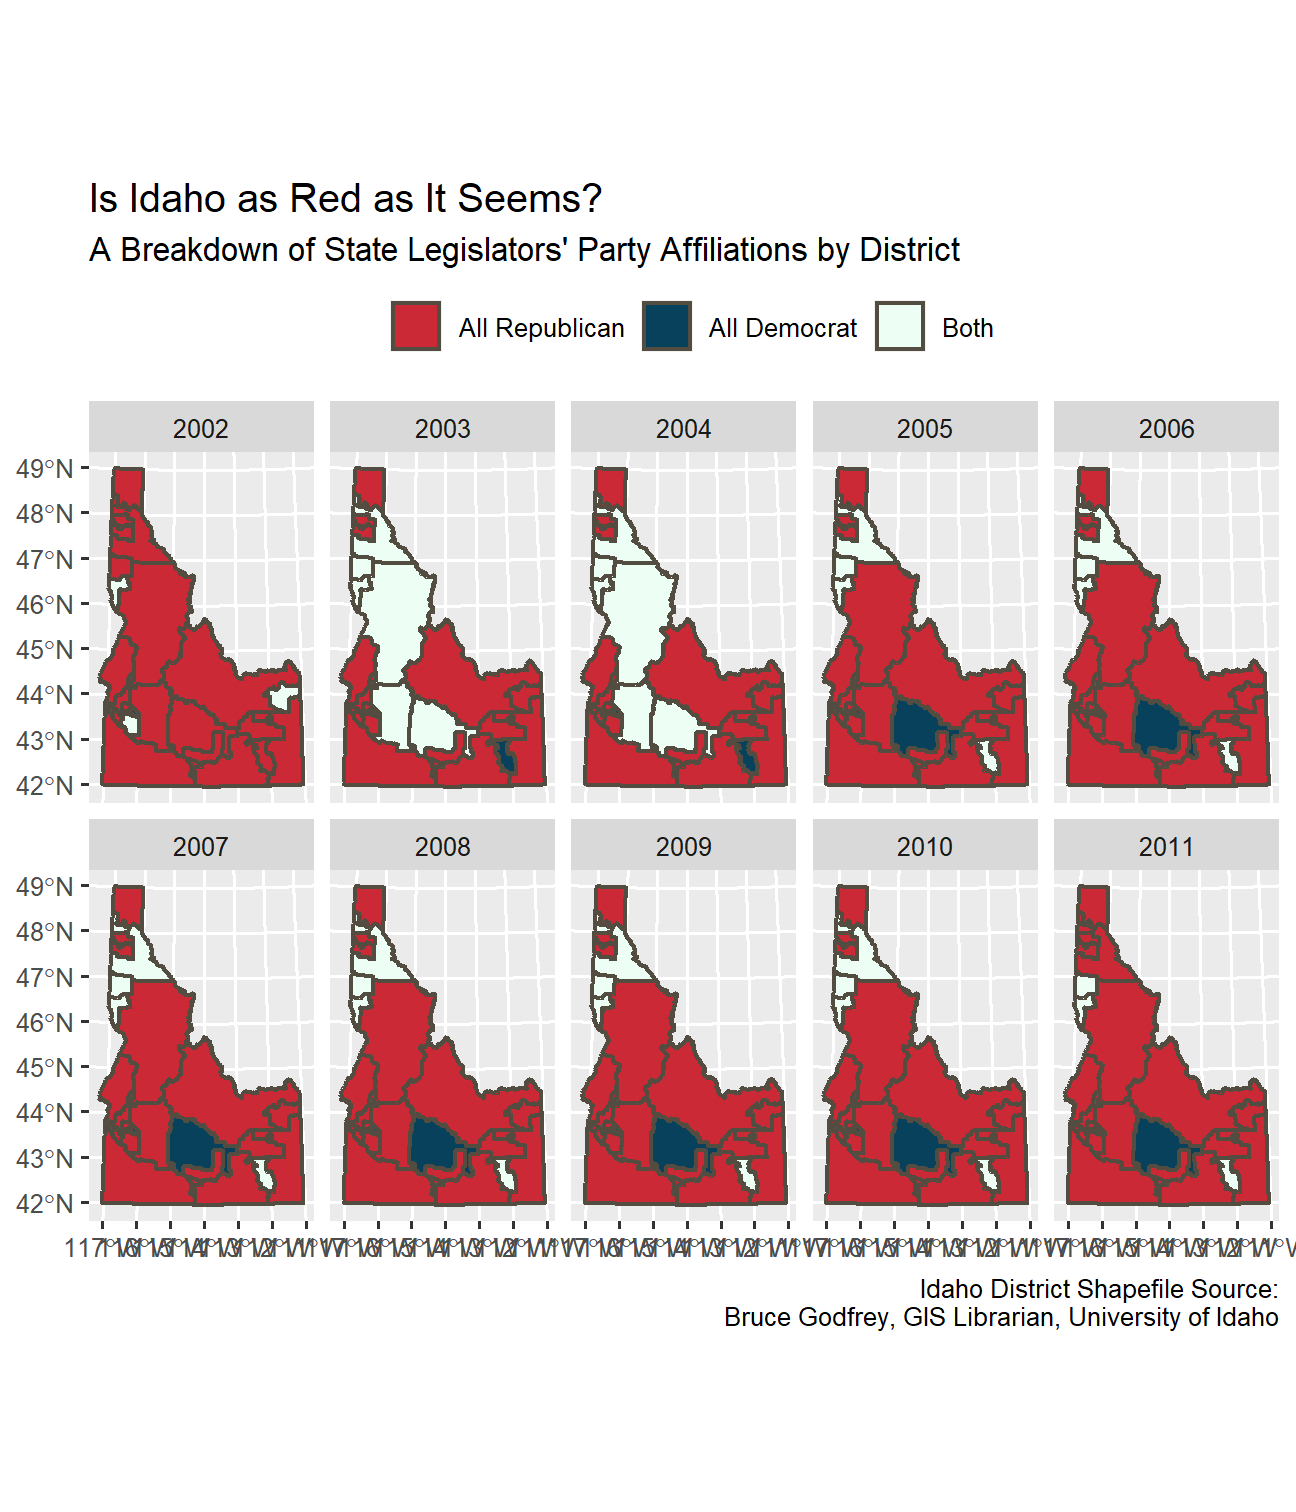 Is Idaho as Red as It Seems?
A Breakdown of State Legislators' Party Affiliations by District
All Republican All Democrat Both
2002 2003 2004 2005 2006
49°N
48°N
47°N
46°N
45°N
44°N
43°N
42°N
2007 2008 2009 2010 2011
49°N
48°N
47°N
46°N
45°N
44°N
43°N
42°N
Idaho District Shapefile Source:
Bruce Godfrey, GIS Librarian, University of Idaho